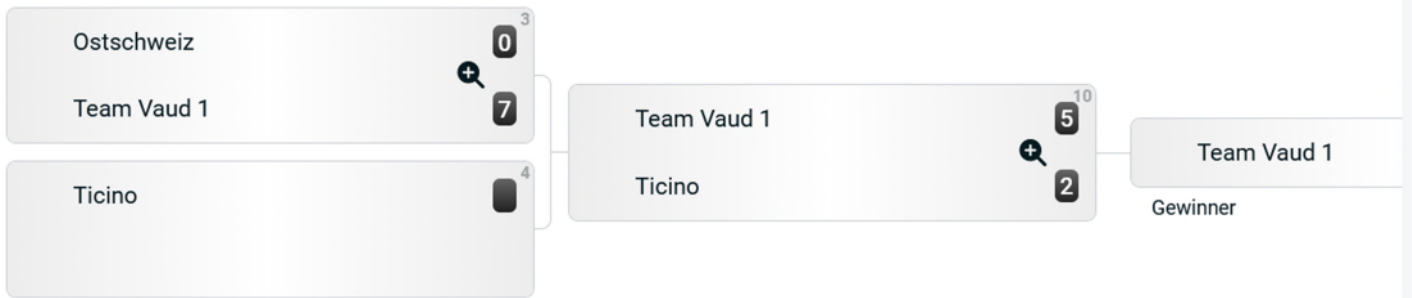 3
Ostschweiz 0
Team Vaud 1 7
4
Ticino
10
Team Vaud 1 5
Ticino 2
Team Vaud 1
Gewinner